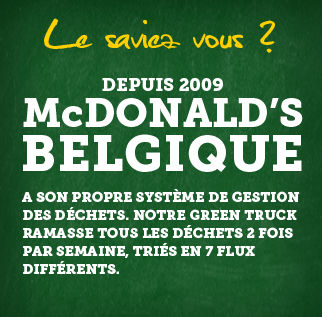 Le saviez vous ?
DEPUIS 2009
McDONALD'S
BELGIQUE
A SON PROPRE SYSTÈME DE GESTION
DES DÉCHETS. NOTRE GREEN TRUCK
RAMASSE TOUS LES DÉCHETS 2 FOIS
PAR SEMAINE, TRIÉS EN 7 FLUX
DIFFÉRENTS.